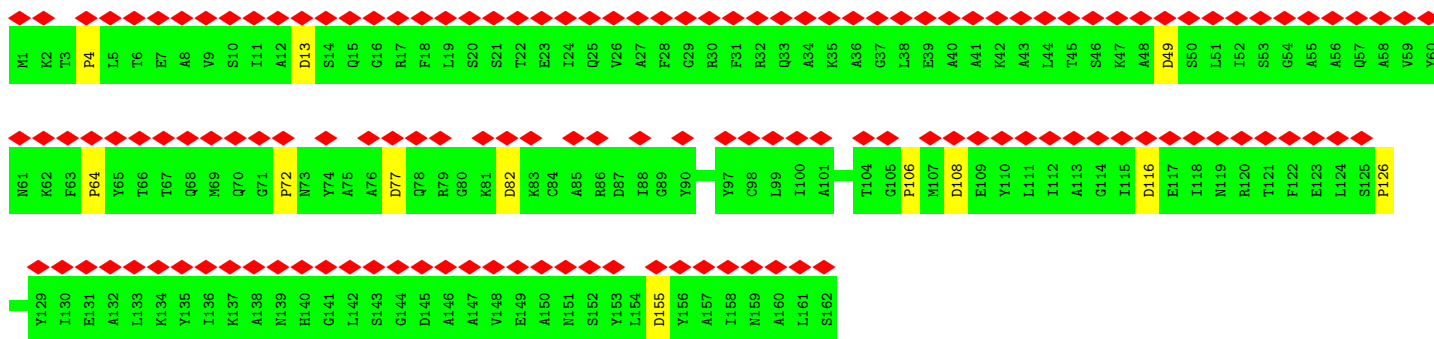 M1 K2 T3 P4 L5 T6 E7 A8 V9 S10 I11 A12 D13 S14 Q15 G16 R17 F18 L19 S20 S21 T22 E23 I24 Q25 V26 A27 F28 G29 R30 F31 R32 Q33 A34 K35 A36 G37 L38 E39 A40 A41 K42 A43 L44 T45 S46 K47 A48 D49 S50 L51 I52 S53 G54 A55 A56 Q57 A58 V59 Y60
N61 K62 F63 P64 Y65 T66 T67 Q68 M69 Q70 G71 P72 N73 Y74 A75 A76 D77 Q78 R79 G80 K81 D82 K83 C84 A85 R86 D87 I88 G89 Y90 Y97 C98 L99 I100 A101 T104 G105 P106 M107 D108 E109 Y110 L111 I112 A113 G114 I115 D116 E117 I118 N119 R120 T121 F122 E123 L124 S125 P126
Y129 I130 E131 A132 L133 K134 Y135 I136 K137 A138 N139 H140 G141 L142 S143 G144 D145 A146 A147 V148 E149 A150 N151 S152 Y153 L154 D155 Y156 A157 I158 N159 A160 L161 S162